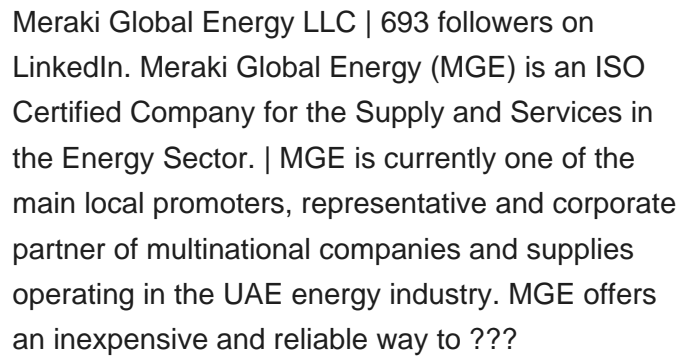 Meraki Global Energy LLC | 693 followers on
LinkedIn. Meraki Global Energy (MGE) is an ISO
Certified Company for the Supply and Services in
the Energy Sector. | MGE is currently one of the
main local promoters, representative and corporate
partner of multinational companies and supplies
operating in the UAE energy industry. MGE offers
an inexpensive and reliable way to ???